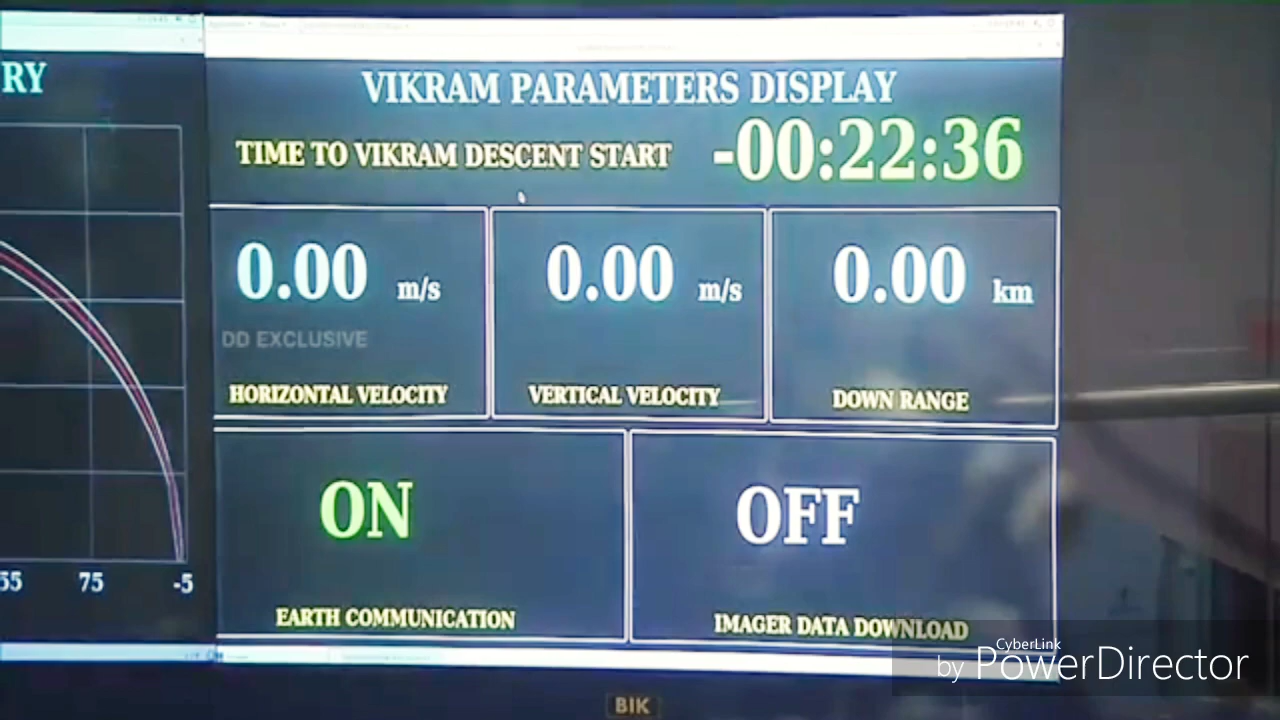 RY
VIKRAM PARAMETERS DISPLAY
TIME TO VIKRAM DESCENT START -00:22:36
0.00 m/s
0.00 m/s
0.00 km
DD EXCLUSIVE
HORIZONTAL VELOCITY
VERTICAL VELOCITY
DOWN RANGE
ON
OFF
55 75 -5
EARTH COMMUNICATION
IMAGER DATA DOWNLOAD
CyberLink
by PowerDirector
BIK